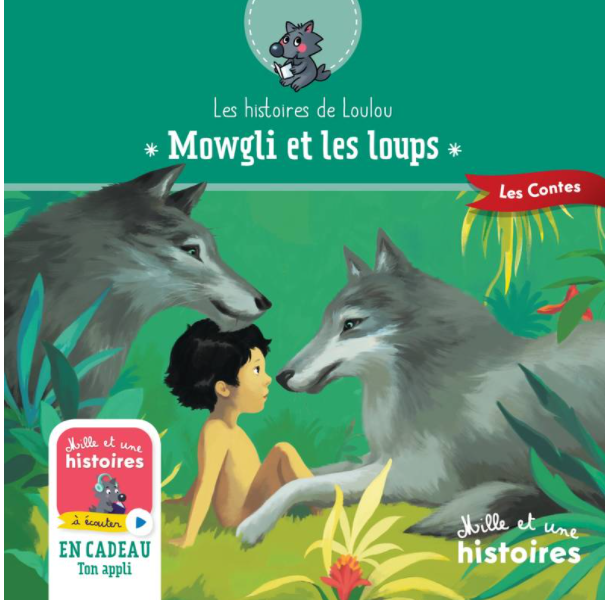 Les histoires de Loulou
* Mowgli et les loups *
Les Contes
Mille et une
histoires
à écouter
EN CADEAU
Ton appli
Mille et une
histoires